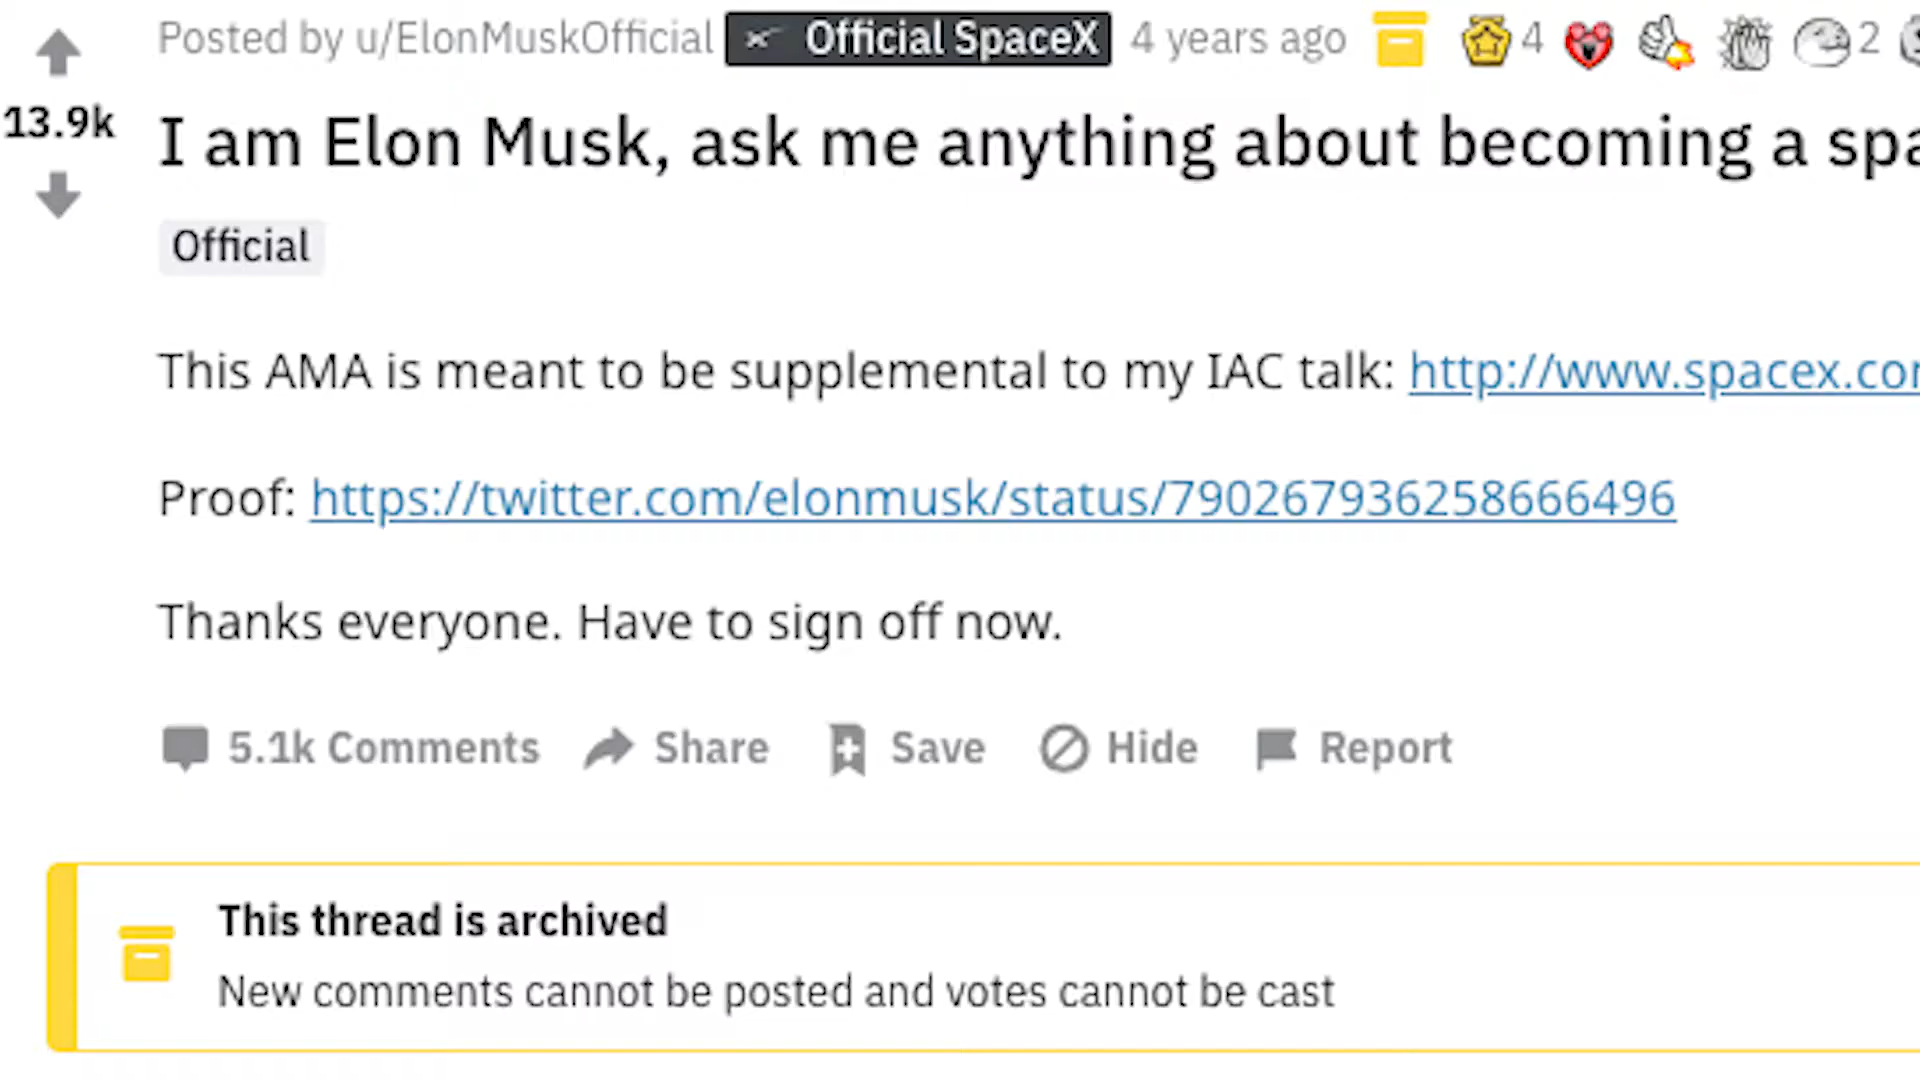 Posted by u/ElonMuskOfficial Official SpaceX 4 years ago 4 2
13.9k
I am Elon Musk, ask me anything about becoming a spa
Official
This AMA is meant to be supplemental to my IAC talk: http://www.spacex.con
Proof: https://twitter.com/elonmusk/status/790267936258666496
Thanks everyone. Have to sign off now.
5.1k Comments Share Save Hide Report
This thread is archived
New comments cannot be posted and votes cannot be cast